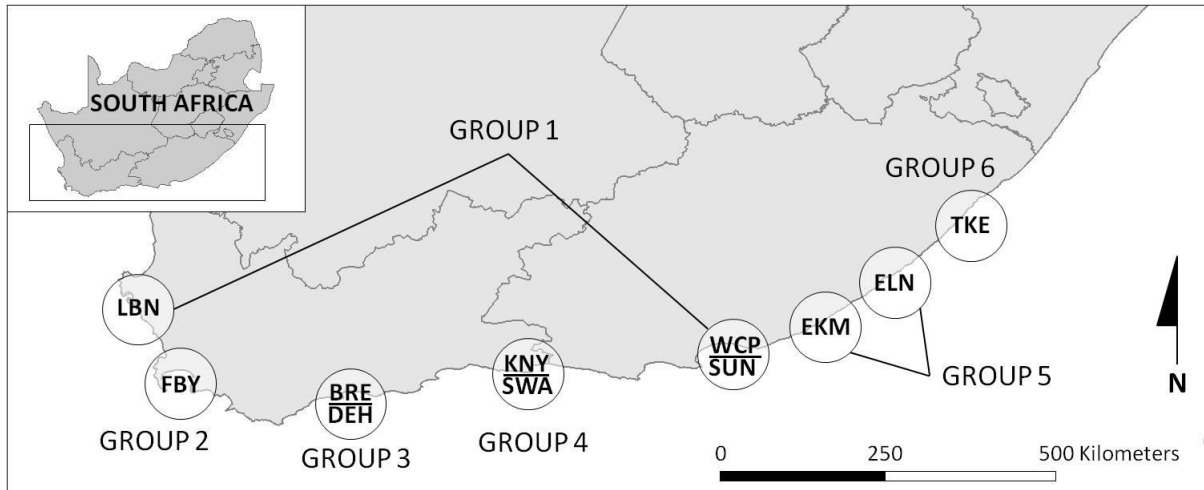 SOUTH AFRICA
GROUP 1
GROUP 6
TKE
ELN
LBN
EKM
WCP
SUN
KNY
SWA
FBY
BRE
DEH
GROUP 5
N
GROUP 2
GROUP 3
GROUP 4
0 250 500 Kilometers